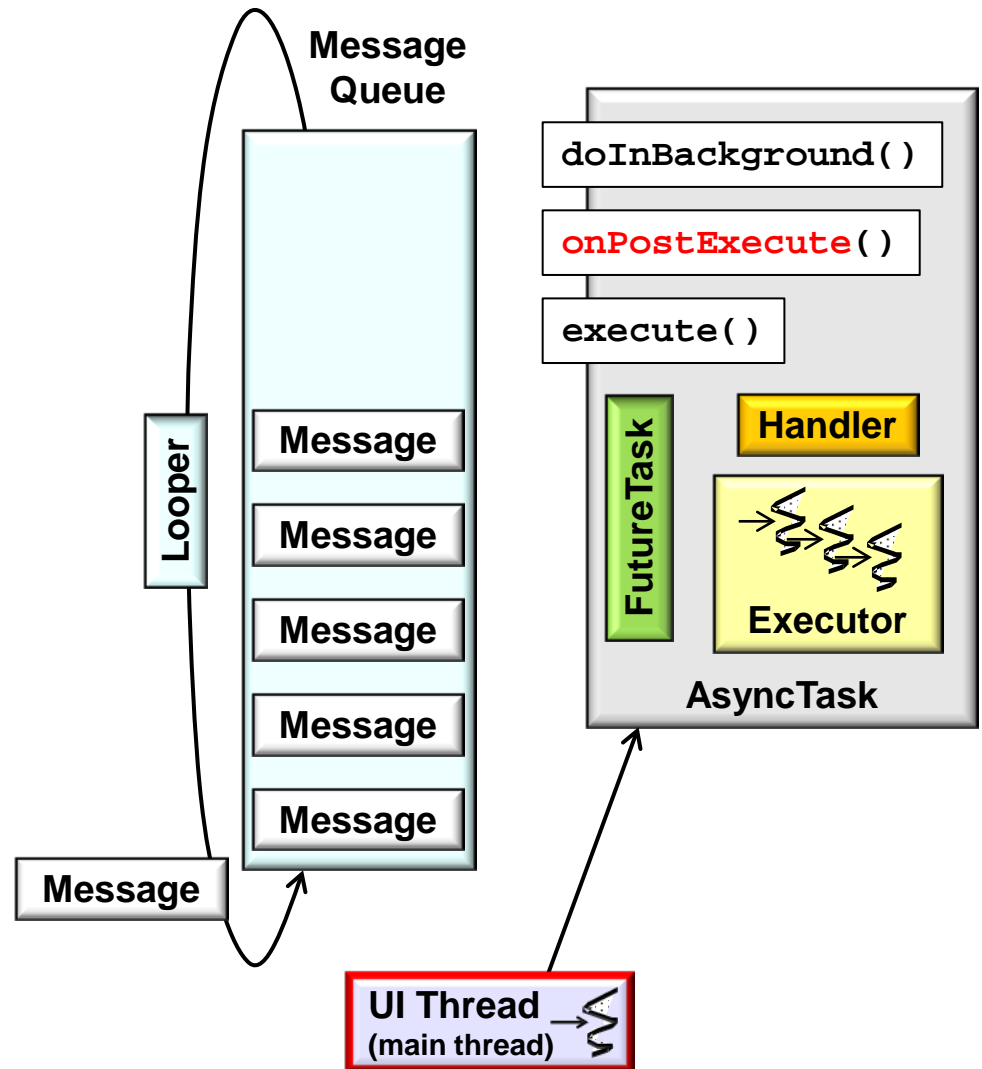 Message
Queue
doInBackground()
onPostExecute()
execute()
Looper
Message
Message
Message
Message
Message
Message
FutureTask
Handler
Executor
AsyncTask
UI Thread
(main thread)